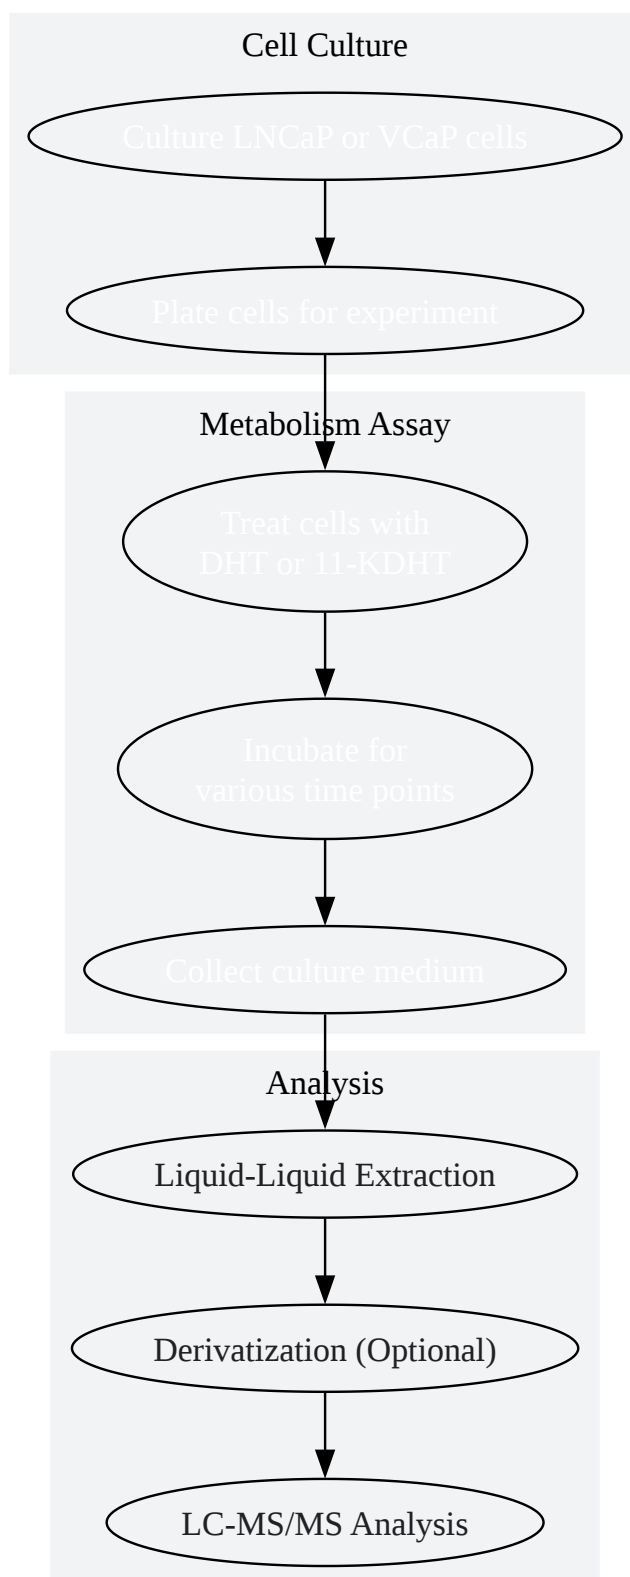 Cell Culture
Culture LNCaP or VCaP cells
Plate cells for experiment
Metabolism Assay
Treat cells with
DHT or 11-KDHT
Incubate for
various time points
Collect culture medium
Analysis
Liquid-Liquid Extraction
Derivatization (Optional)
LC-MS/MS Analysis